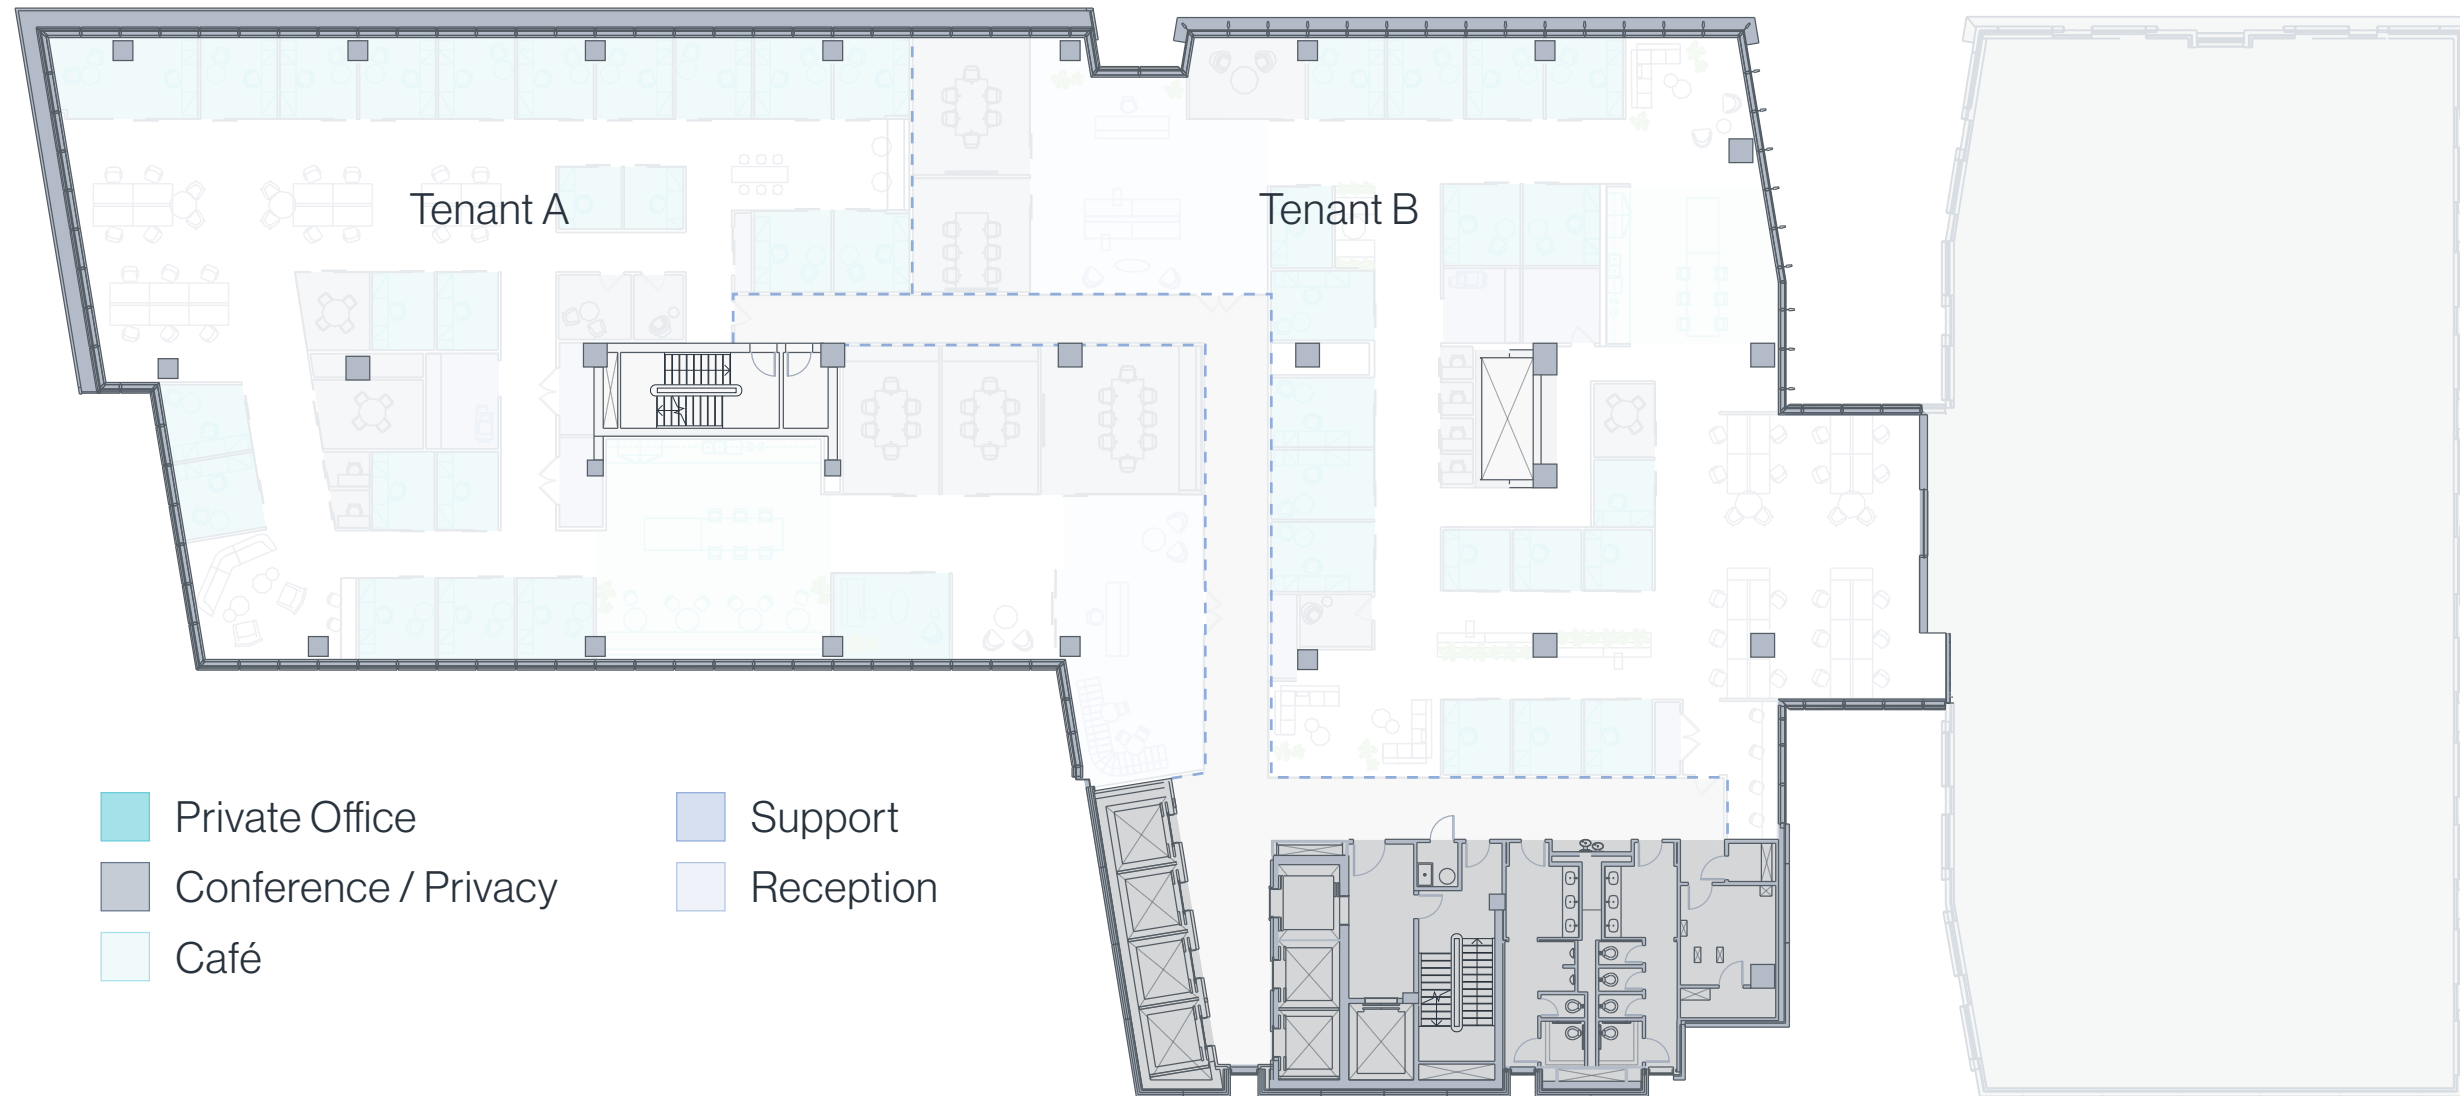 Tenant A
Tenant B
Private Office
Conference / Privacy
Café
Support
Reception